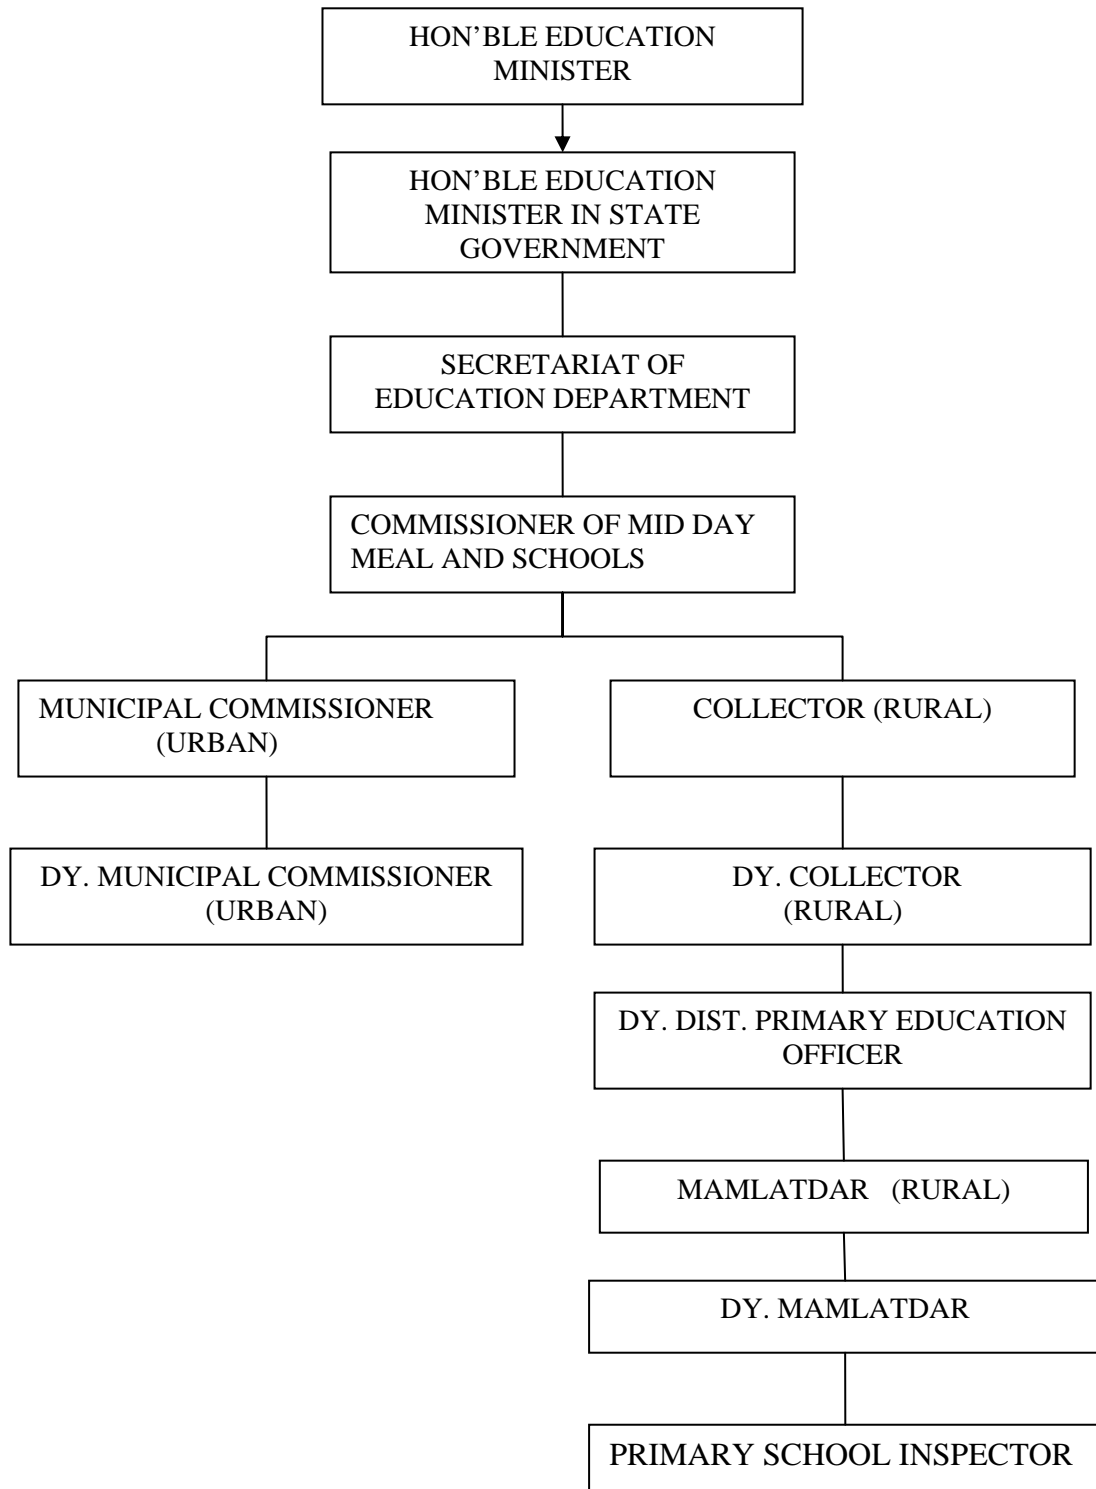 HON’BLE EDUCATION
MINISTER
HON’BLE EDUCATION
MINISTER IN STATE
GOVERNMENT
SECRETARIAT OF
EDUCATION DEPARTMENT
COMMISSIONER OF MID DAY
MEAL AND SCHOOLS
MUNICIPAL COMMISSIONER
(URBAN)
COLLECTOR (RURAL)
DY. MUNICIPAL COMMISSIONER
(URBAN)
DY. COLLECTOR
(RURAL)
DY. DIST. PRIMARY EDUCATION
OFFICER
MAMLATDAR (RURAL)
DY. MAMLATDAR
PRIMARY SCHOOL INSPECTOR